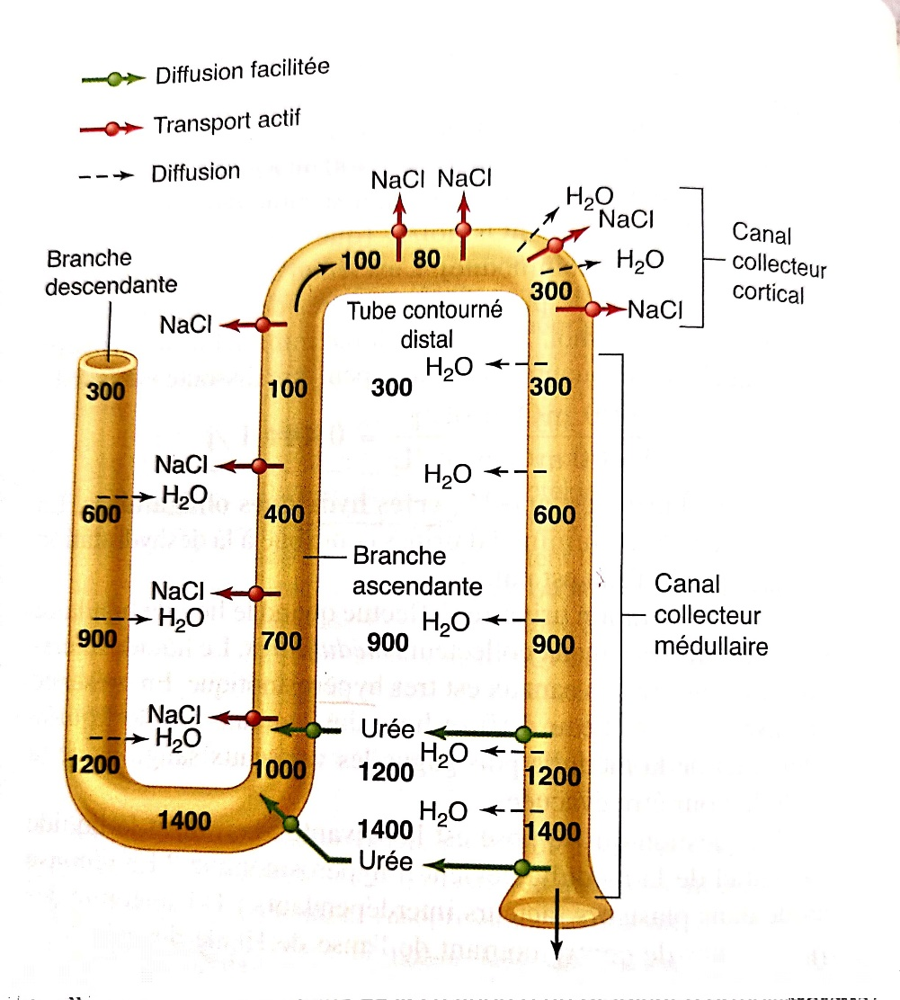 Diffusion facilitée
Transport actif
Diffusion
NaCl NaCl
H₂O
NaCl
H₂O
NaCl
Canal
collecteur
cortical
Branche
descendante
100 80
300
Tube contourné
distal
NaCl
H₂O
300
100
300
300
NaCl
H₂O
H₂O
600
400
600
Branche
ascendante
NaCl
H₂O
H₂O
900
700
900
900
Canal
collecteur
médullaire
NaCl
H₂O
Urée
H₂O
1200
1000
1200
1200
H₂O
1400
1400
1400
Urée